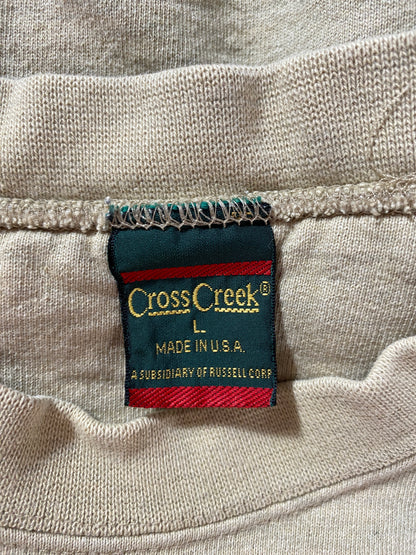 CrossCreek®
L
MADE IN U.S.A.
A SUBSIDIARY OF RUSSELL CORP